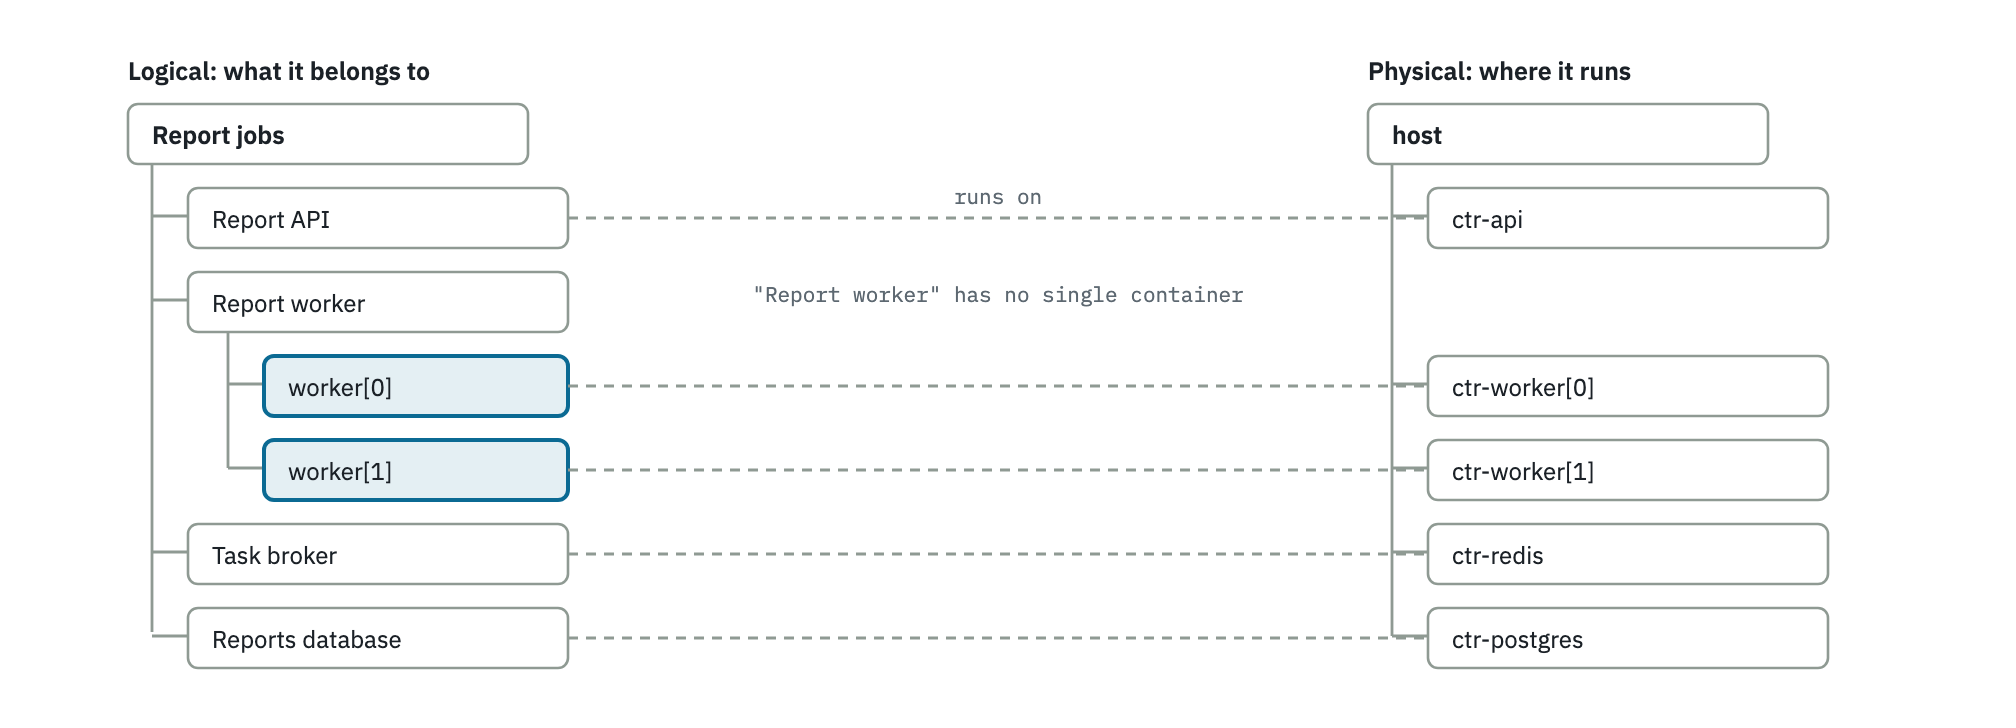 Logical: what it belongs to
Physical: where it runs
Report jobs
host
Report API
runs on
ctr-api
Report worker
"Report worker" has no single container
worker[0]
ctr-worker[0]
worker[1]
ctr-worker[1]
Task broker
ctr-redis
Reports database
ctr-postgres